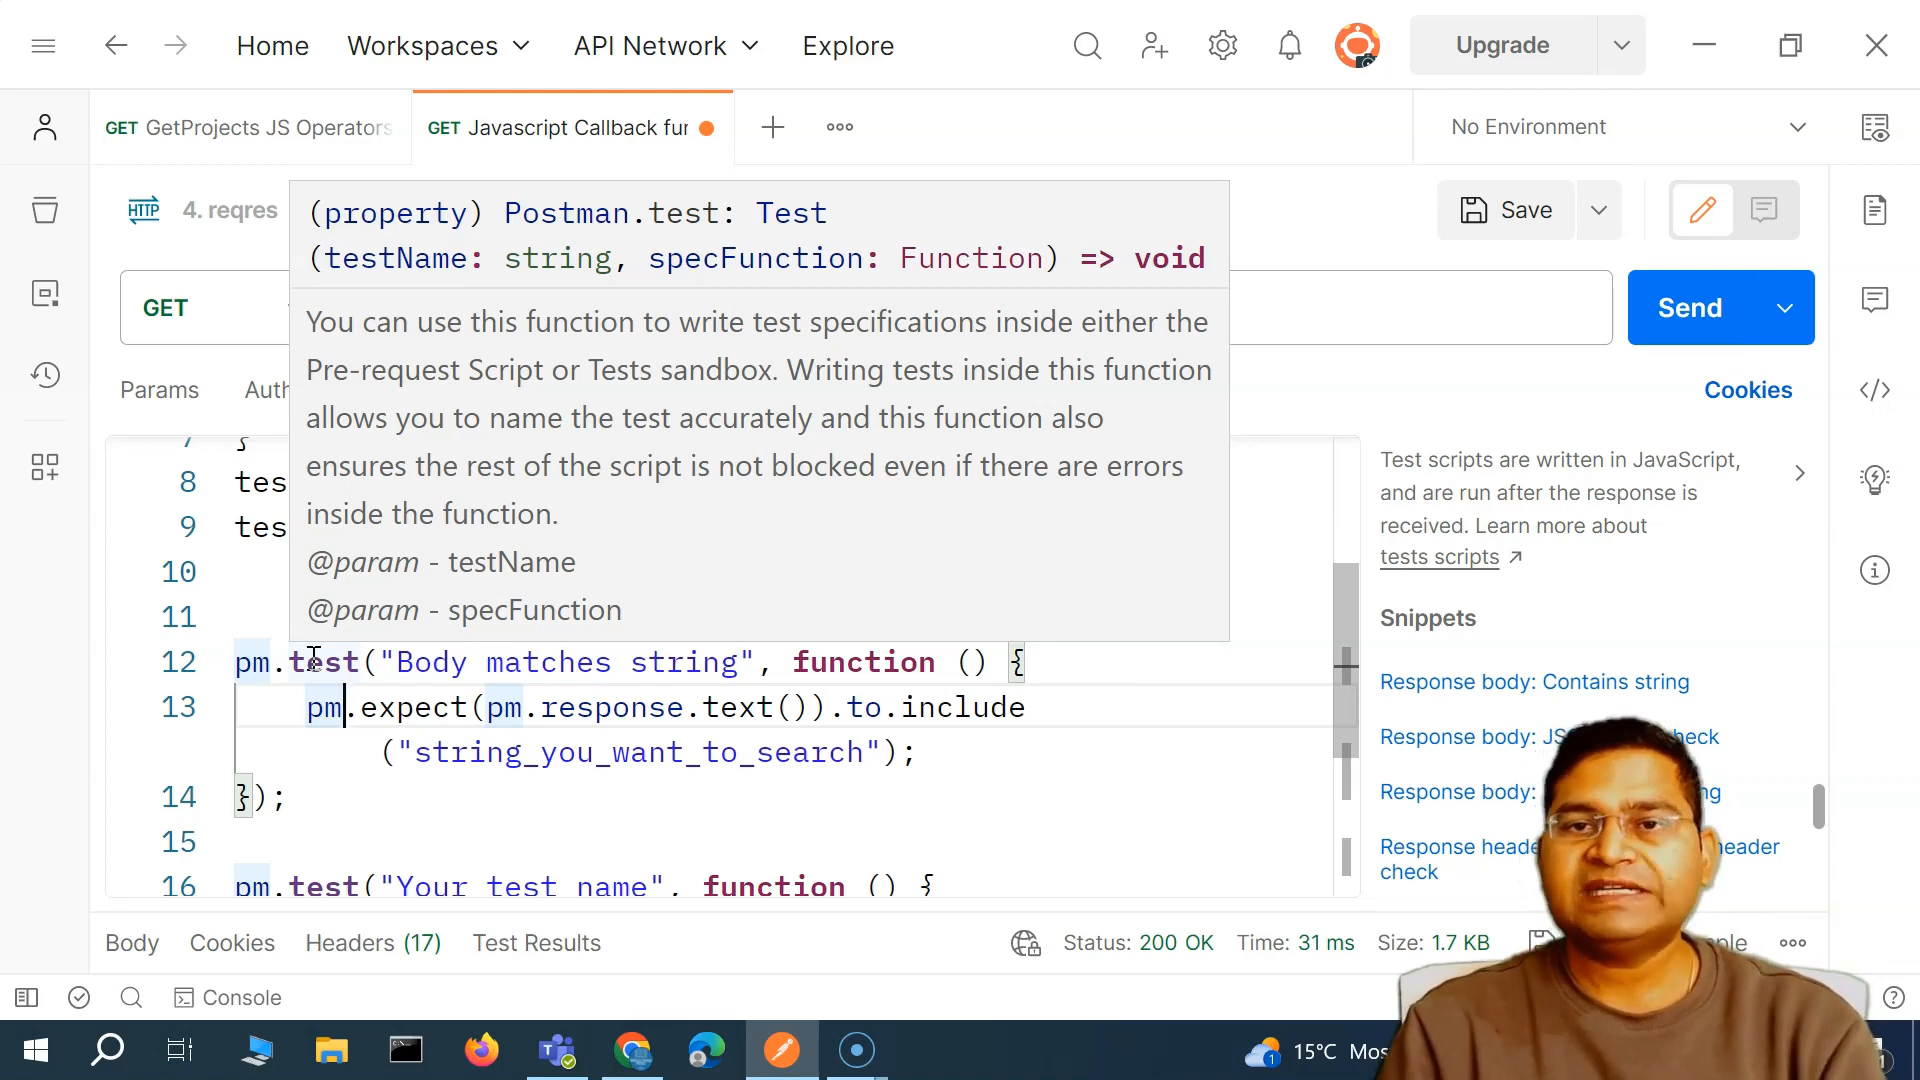 Home Workspaces API Network Explore Upgrade
GET GetProjects JS Operators GET Javascript Callback fur No Environment
HTTP 4. reqres Save
(property) Postman.test: Test
(testName: string, specFunction: Function) => void
GET Send
You can use this function to write test specifications inside either the
Pre-request Script or Tests sandbox. Writing tests inside this function
allows you to name the test accurately and this function also
ensures the rest of the script is not blocked even if there are errors
inside the function.
@param - testName
@param - specFunction
Params Auth Cookies
7 }
8 tes
9 tes
10
11
12 pm.test("Body matches string", function () {
13 pm.expect(pm.response.text()).to.include
("string_you_want_to_search");
14 });
15
16 pm.test("Your test name", function () {
Test scripts are written in JavaScript,
and are run after the response is
received. Learn more about
tests scripts ↗
Snippets
Response body: Contains string
Response body: JS check
Response body: ng
Response heade header
check
Body Cookies Headers (17) Test Results Status: 200 OK Time: 31 ms Size: 1.7 KB ple
Console
15°C Mos